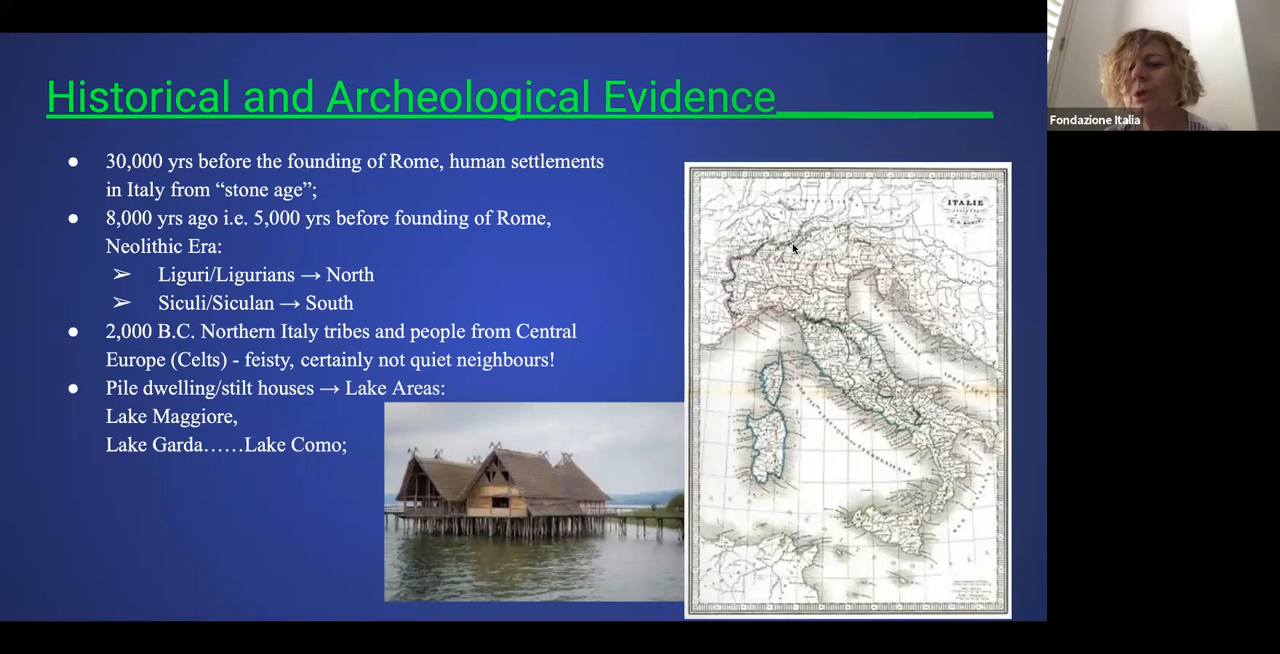 Historical and Archeological Evidence
Fondazione Italia
● 30,000 yrs before the founding of Rome, human settlements
in Italy from “stone age”;
● 8,000 yrs ago i.e. 5,000 yrs before founding of Rome,
Neolithic Era:
➢ Liguri/Ligurians → North
➢ Siculi/Siculan → South
● 2,000 B.C. Northern Italy tribes and people from Central
Europe (Celts) - feisty, certainly not quiet neighbours!
● Pile dwelling/stilt houses → Lake Areas:
Lake Maggiore,
Lake Garda……Lake Como;
ITALIE